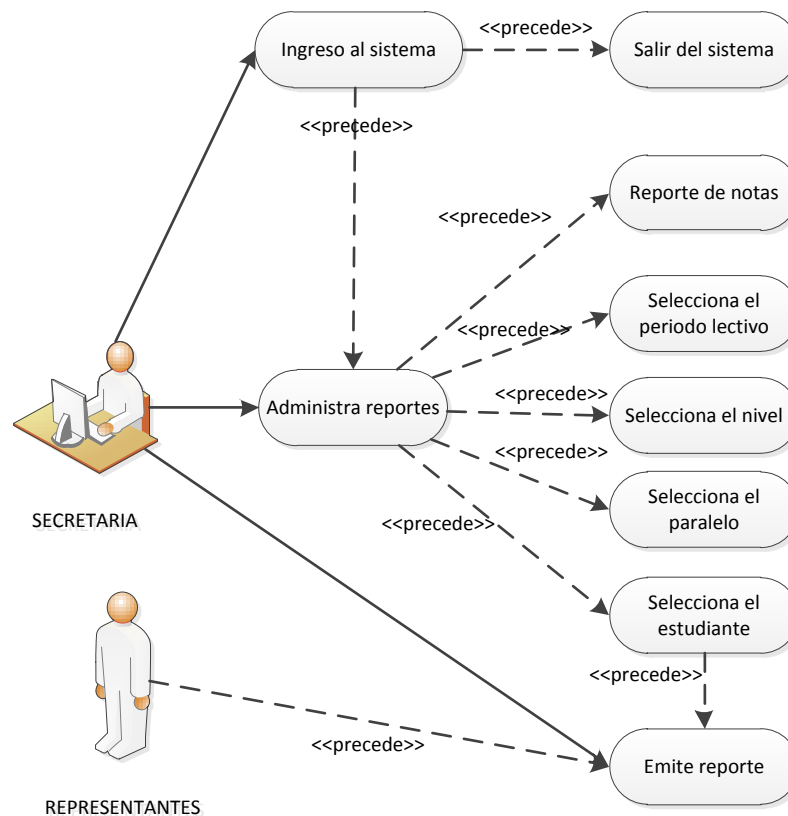 Ingreso al sistema
<<precede>>
Salir del sistema
<<precede>>
Reporte de notas
<<precede>>
Selecciona el
periodo lectivo
<<precede>>
Administra reportes
<<precede>>
Selecciona el nivel
<<precede>>
Selecciona el
paralelo
<<precede>>
SECRETARIA
Selecciona el
estudiante
<<precede>>
<<precede>>
Emite reporte
REPRESENTANTES